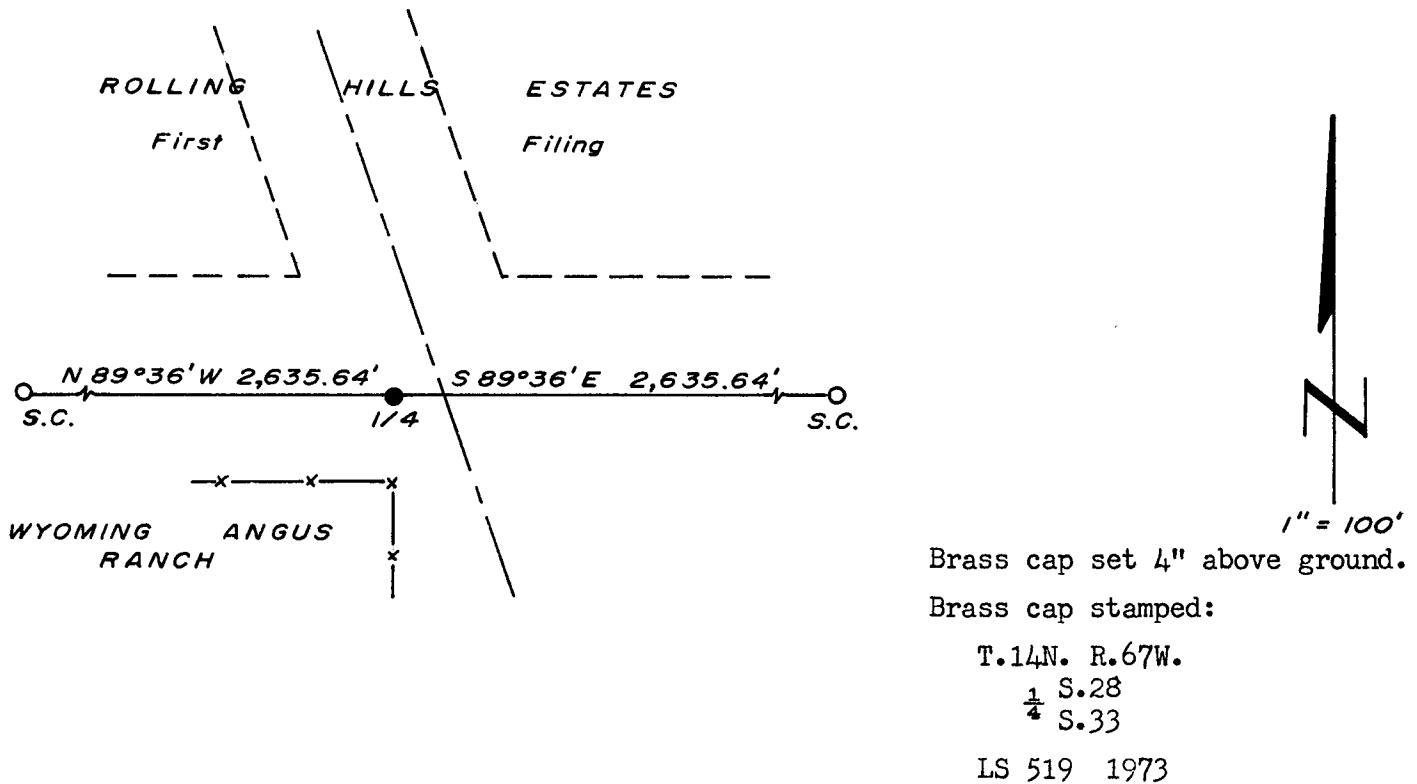 ROLLING HILLS ESTATES
First Filing
N 89°36'W 2,635.64' S 89°36'E 2,635.64'
S.C. 1/4 S.C.
WYOMING ANGUS
RANCH
N
1" = 100'
Brass cap set 4" above ground.
Brass cap stamped:
T.14N. R.67W.
1/4 S.28
S.33
LS 519 1973